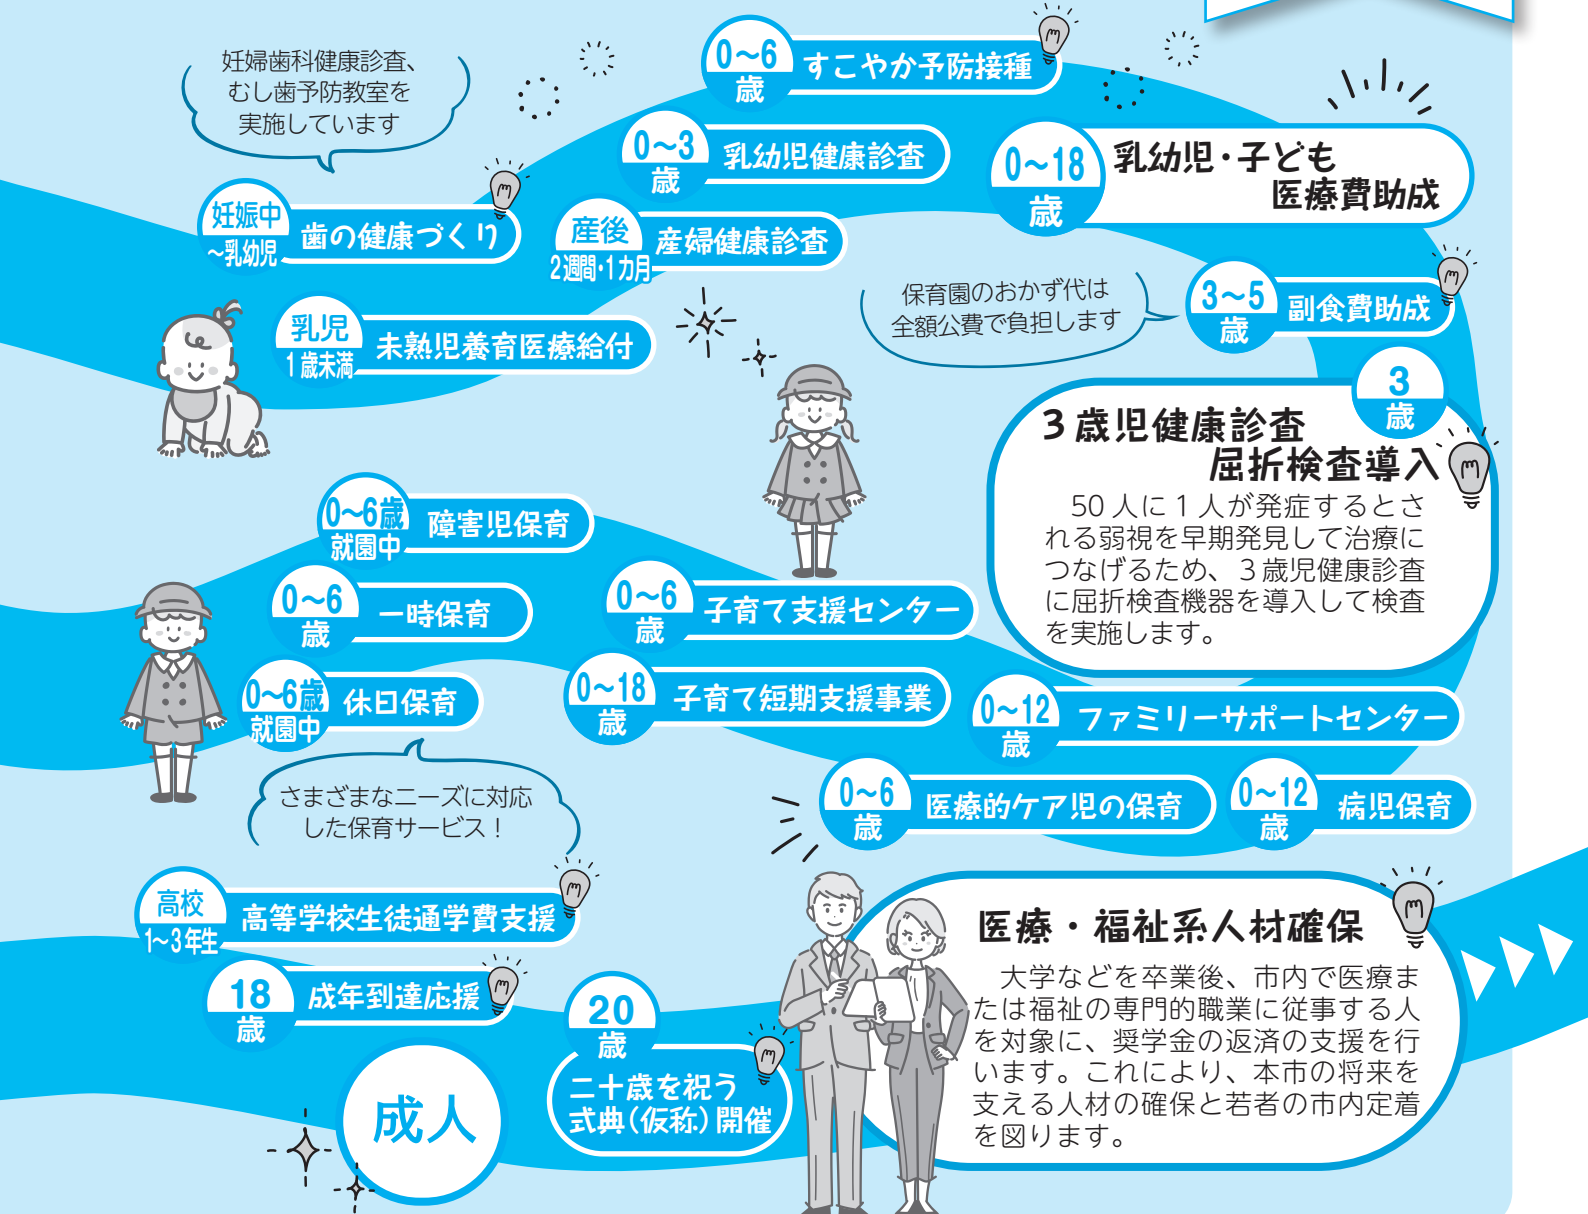 妊婦歯科健康診査、
むし歯予防教室を
実施しています
0～6
歳
すこやか予防接種
0～3
歳
乳幼児健康診査
0～18
歳
乳幼児・子ども
医療費助成
妊娠中
～乳幼児
歯の健康づくり
産後
2週間・1カ月
産婦健康診査
保育園のおかず代は
全額公費で負担します
3～5
歳
副食費助成
乳児
1歳未満
未熟児養育医療給付
3
歳
3歳児健康診査
屈折検査導入
50人に1人が発症するとさ
れる弱視を早期発見して治療に
つなげるため、3歳児健康診査
に屈折検査機器を導入して検査
を実施します。
0～6歳
就園中
障害児保育
0～6
歳
一時保育
0～6
歳
子育て支援センター
0～6歳
就園中
休日保育
0～18
歳
子育て短期支援事業
0～12
歳
ファミリーサポートセンター
さまざまなニーズに対応
した保育サービス！
0～6
歳
医療的ケア児の保育
0～12
歳
病児保育
高校
1～3年生
高等学校生徒通学費支援
18
歳
成年到達応援
20
歳
二十歳を祝う
式典(仮称)開催
成人
医療・福祉系人材確保
大学などを卒業後、市内で医療ま
たは福祉の専門的職業に従事する人
を対象に、奨学金の返済の支援を行
います。これにより、本市の将来を
支える人材の確保と若者の市内定着
を図ります。